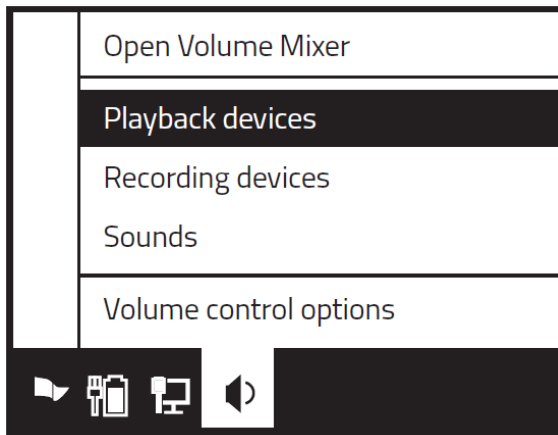 Open Volume Mixer
Playback devices
Recording devices
Sounds
Volume control options